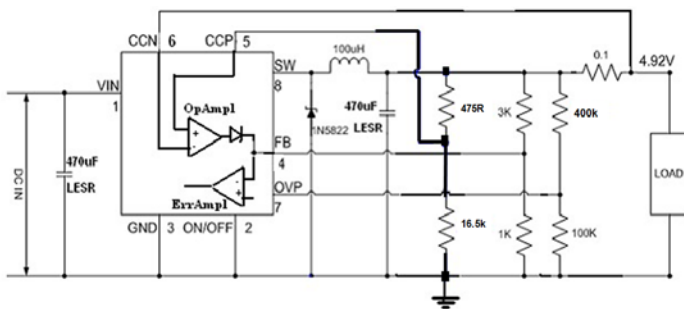 CCN 6 CCP 5
100uH
0.1 4.92V
VIN
1
SW
8
OpAmp1
+
-
470uF
LESR
1N5822
475R
3K
400k
FB
4
DC IN
470uF
LESR
-
+
ErrAmp1
OVP
7
LOAD
16.5k
1K
100K
GND 3 ON/OFF 2